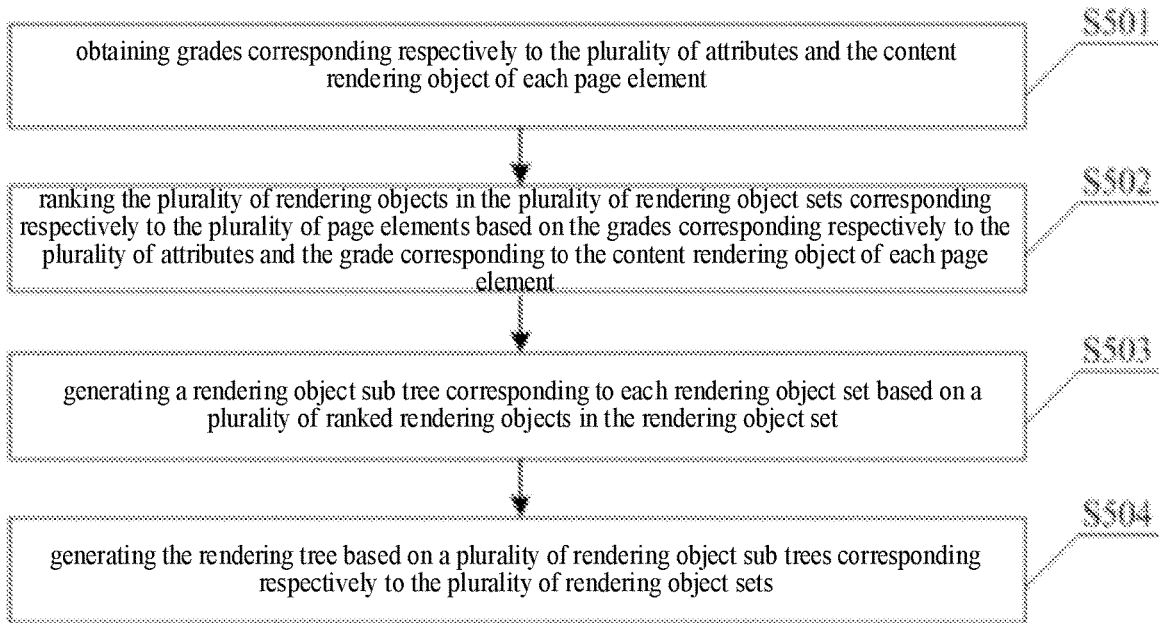 S501
obtaining grades corresponding respectively to the plurality of attributes and the content
rendering object of each page element
S502
ranking the plurality of rendering objects in the plurality of rendering object sets corresponding
respectively to the plurality of page elements based on the grades corresponding respectively to the
plurality of attributes and the grade corresponding to the content rendering object of each page
element
S503
generating a rendering object sub tree corresponding to each rendering object set based on a
plurality of ranked rendering objects in the rendering object set
S504
generating the rendering tree based on a plurality of rendering object sub trees corresponding
respectively to the plurality of rendering object sets